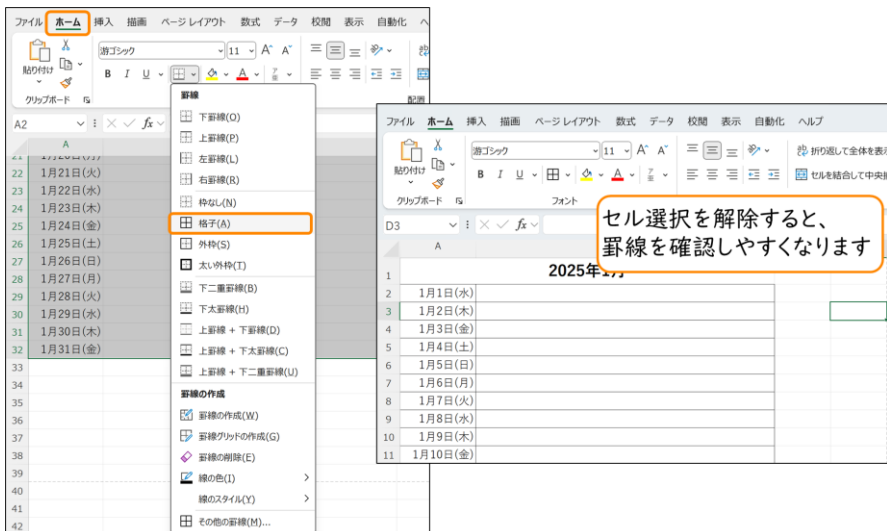 ファイル ホーム 挿入 描画 ページ レイアウト 数式 データ 校閲 表示 自動化
游ゴシック 11 A A
貼り付け B I U A
クリップボード
配置
A2 fx
A
22 1月21日(火)
23 1月22日(水)
24 1月23日(木)
25 1月24日(金)
26 1月25日(土)
27 1月26日(日)
28 1月27日(月)
29 1月28日(火)
30 1月29日(水)
31 1月30日(木)
32 1月31日(金)
33
34
35
36
37
38
39
40
41
42
罫線
下罫線(O)
上罫線(P)
左罫線(L)
右罫線(R)
枠なし(N)
格子(A)
外枠(S)
太い外枠(T)
下二重罫線(B)
下太罫線(H)
上罫線 + 下罫線(D)
上罫線 + 下太罫線(C)
上罫線 + 下二重罫線(U)
罫線の作成
罫線の作成(W)
罫線グリッドの作成(G)
罫線の削除(E)
線の色(I)
線のスタイル(Y)
その他の罫線(M)...
ファイル ホーム 挿入 描画 ページ レイアウト 数式 データ 校閲 表示 自動化 ヘルプ
游ゴシック 11 A A 折り返して全体を表示
貼り付け B I U A セルを結合して中央
クリップボード フォント
セル選択を解除すると、
罫線を確認しやすくなります
D3 fx
A
1 2025年1月
2 1月1日(水)
3 1月2日(木)
4 1月3日(金)
5 1月4日(土)
6 1月5日(日)
7 1月6日(月)
8 1月7日(火)
9 1月8日(水)
10 1月9日(木)
11 1月10日(金)